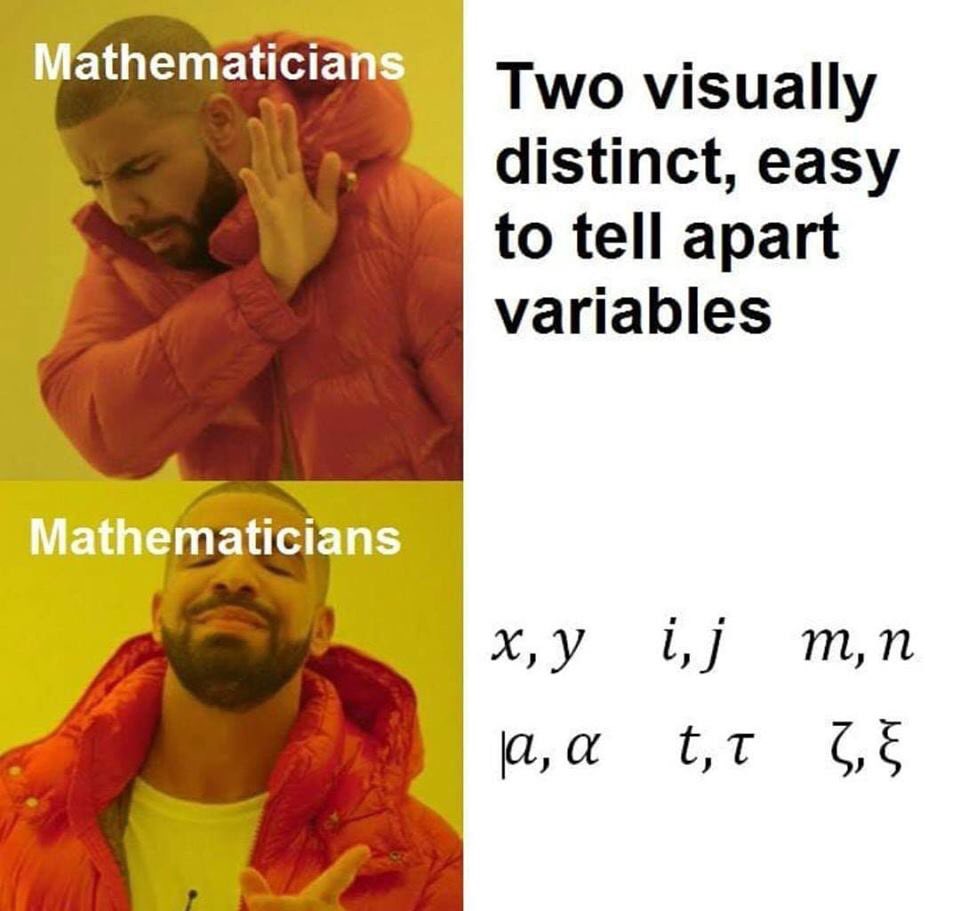 Mathematicians
Two visually
distinct, easy
to tell apart
variables
Mathematicians
x, y i, j m, n
|a, α t, τ ζ, ξ